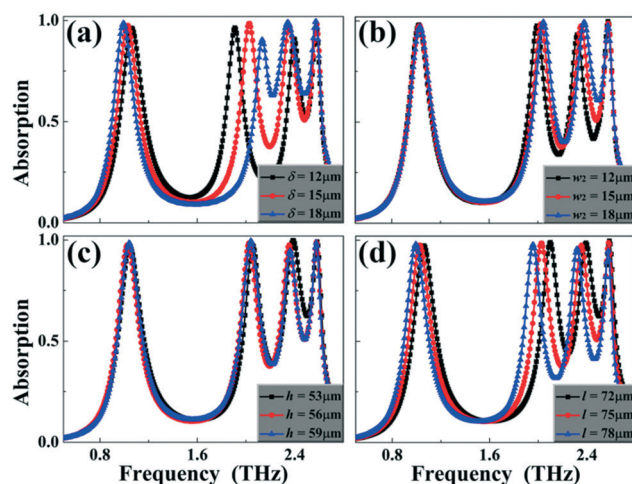 (a)
(b)
1.0
0.5
0.0
Absorption
δ = 12μm
δ = 15μm
δ = 18μm
w₂ = 12μm
w₂ = 15μm
w₂ = 18μm
(c)
(d)
1.0
0.5
0.0
Absorption
h = 53μm
h = 56μm
h = 59μm
l = 72μm
l = 75μm
l = 78μm
0.8 1.6 2.4
0.8 1.6 2.4
Frequency (THz)
Frequency (THz)